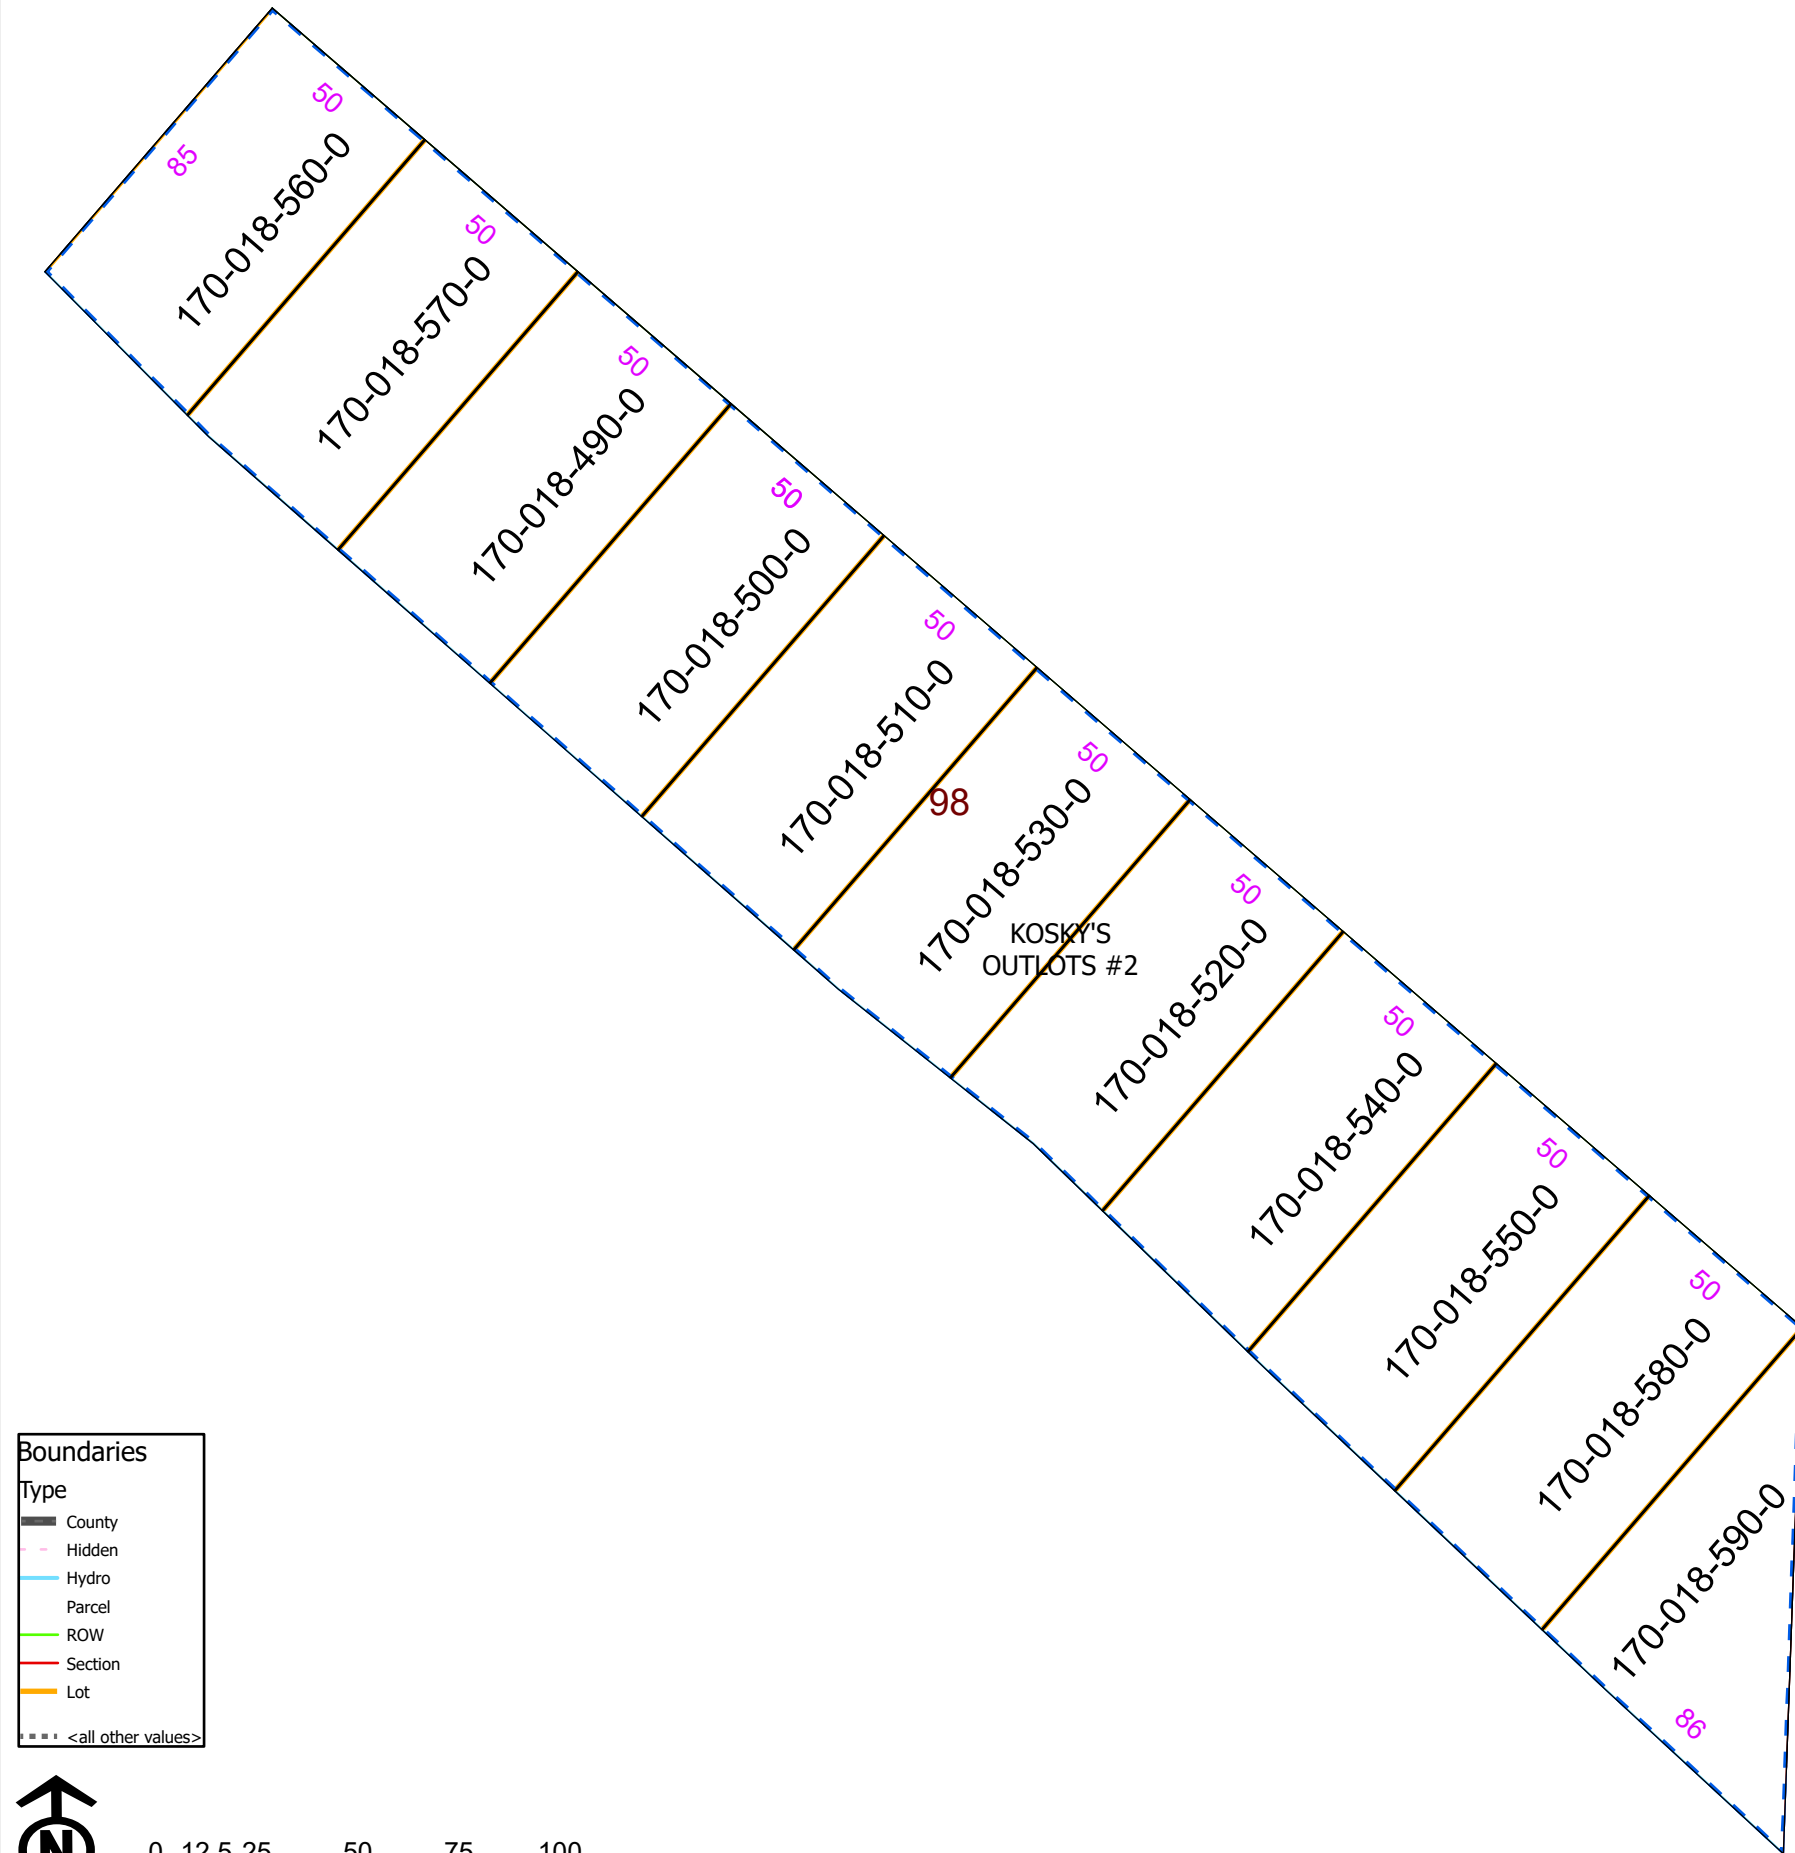 50
85
170-018-560-0
50
170-018-570-0
50
170-018-490-0
50
170-018-500-0
50
170-018-510-0
98
50
170-018-530-0
KOSKY'S
OUTLOTS #2
50
170-018-520-0
50
170-018-540-0
50
170-018-550-0
50
170-018-580-0
170-018-590-0
86
Boundaries
Type
County
Hidden
Hydro
Parcel
ROW
Section
Lot
<all other values>
N
0 12.5 25 50 75 100